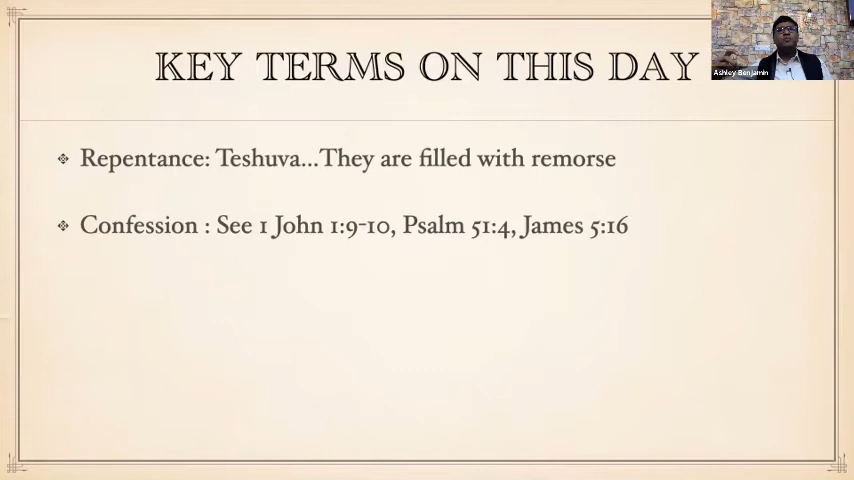 KEY TERMS ON THIS DAY
Ashley Benjamin
Repentance: Teshuva...They are filled with remorse
Confession : See 1 John 1:9-10, Psalm 51:4, James 5:16